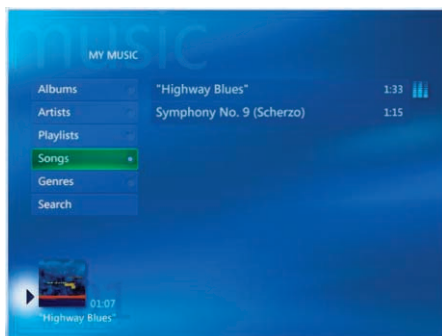 music
MY MUSIC
Albums
Artists
Playlists
Songs
Genres
Search
"Highway Blues" 1:33
Symphony No. 9 (Scherzo) 1:15
01:07
"Highway Blues"